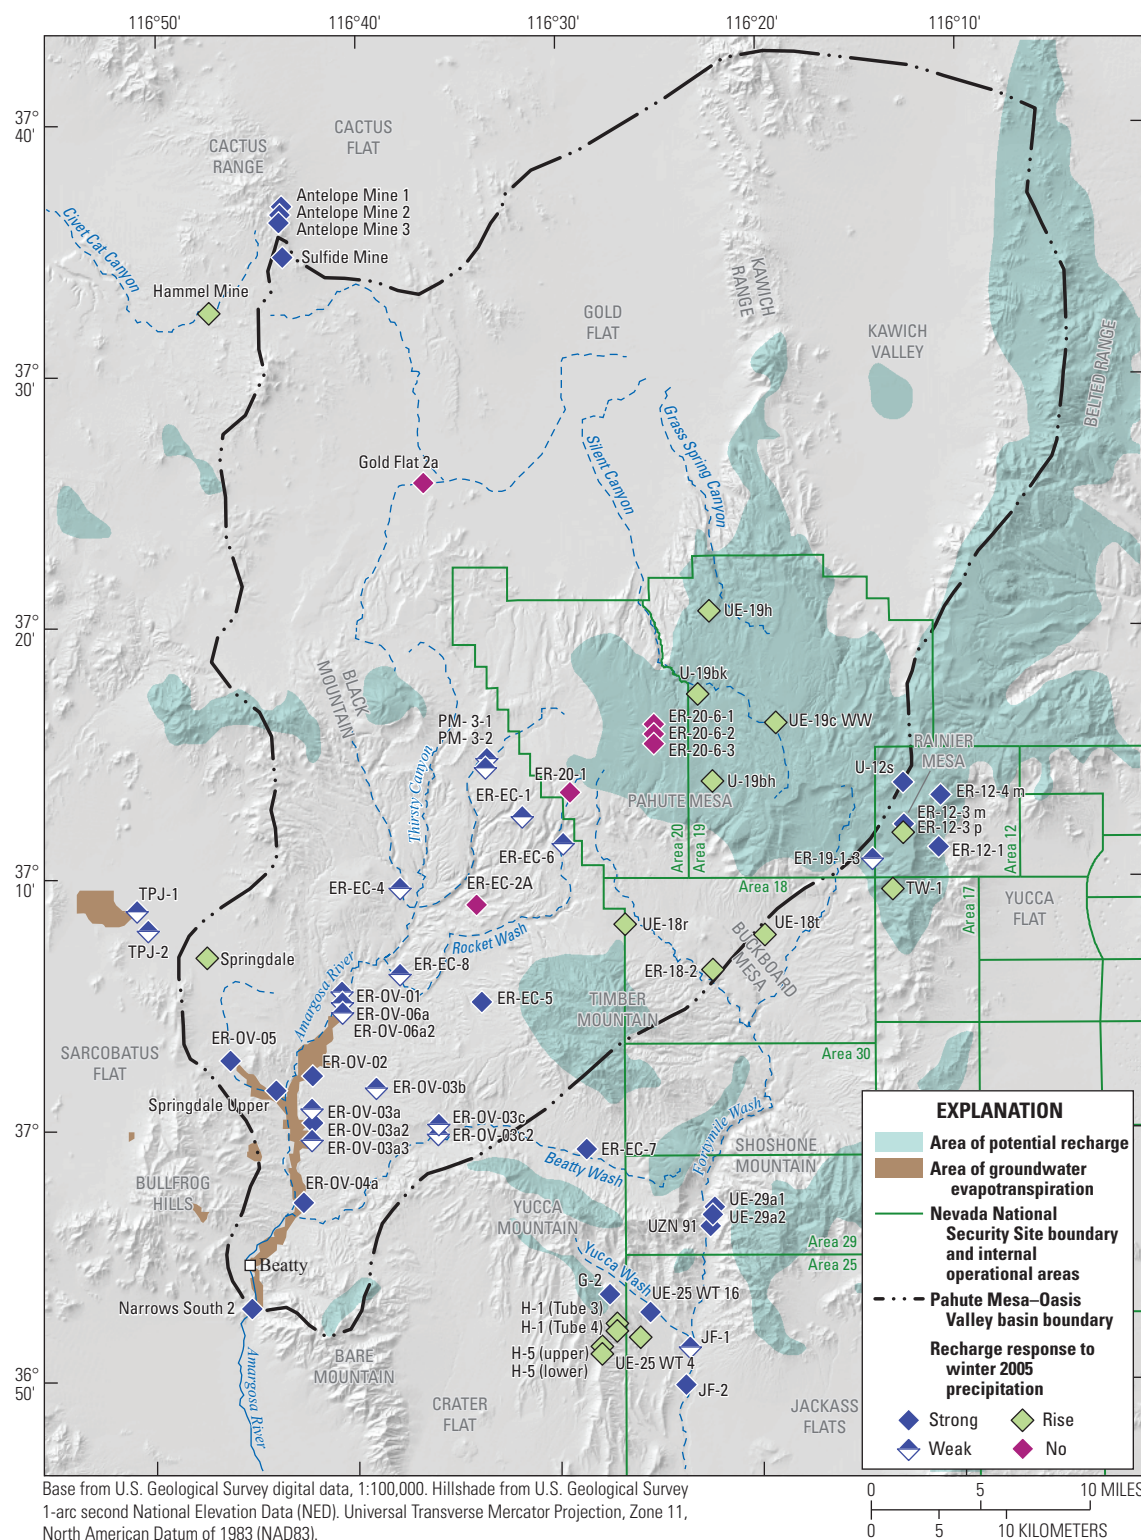 116°50'
116°40'
116°30'
116°20'
116°10'
37°
40'
CACTUS
FLAT
CACTUS
RANGE
Antelope Mine 1
Antelope Mine 2
Antelope Mine 3
Civet Cat Canyon
Sulfide Mine
Hammel Mine
KAWICH
RANGE
GOLD
FLAT
KAWICH
VALLEY
BELTED RANGE
37°
30'
Grass Spring Canyon
Silent Canyon
Gold Flat 2a
37°
20'
UE-19h
BLACK
MOUNTAIN
U-19bk
PM- 3-1
PM- 3-2
ER-20-6-1
ER-20-6-2
ER-20-6-3
UE-19c WW
RAINIER
MESA
U-12s
Thirsty Canyon
ER-20-1
U-19bh
PAHUTE MESA
ER-12-4 m
ER-EC-1
ER-12-3 m
ER-12-3 p
Area 20
Area 19
Area 12
ER-EC-6
ER-19-1-3
ER-12-1
37°
10'
ER-EC-4
ER-EC-2A
Area 18
TW-1
Area 17
YUCCA
FLAT
TPJ-1
TPJ-2
UE-18r
UE-18t
BUCKBOARD
MESA
Rocket Wash
Springdale
Amargosa River
ER-EC-8
ER-18-2
ER-OV-01
ER-OV-06a
ER-OV-06a2
ER-EC-5
TIMBER
MOUNTAIN
SARCOBATUS
FLAT
ER-OV-05
Area 30
ER-OV-02
Springdale Upper
ER-OV-03b
Fortymile Wash
37°
ER-OV-03a
ER-OV-03a2
ER-OV-03a3
ER-OV-03c
ER-OV-03c2
ER-EC-7
Beatty Wash
SHOSHONE
MOUNTAIN
BULLFROG
HILLS
ER-OV-04a
YUCCA
MOUNTAIN
UE-29a1
UE-29a2
UZN 91
Area 29
Area 25
Beatty
Yucca Wash
G-2
UE-25 WT 16
Narrows South 2
H-1 (Tube 3)
H-1 (Tube 4)
JF-1
H-5 (upper)
H-5 (lower)
UE-25 WT 4
BARE
MOUNTAIN
36°
50'
JF-2
Amargosa River
CRATER
FLAT
JACKASS
FLATS
EXPLANATION
Area of potential recharge
Area of groundwater
evapotranspiration
Nevada National
Security Site boundary
and internal
operational areas
Pahute Mesa–Oasis
Valley basin boundary
Recharge response to
winter 2005
precipitation
Strong
Rise
Weak
No
Base from U.S. Geological Survey digital data, 1:100,000. Hillshade from U.S. Geological Survey
1-arc second National Elevation Data (NED). Universal Transverse Mercator Projection, Zone 11,
North American Datum of 1983 (NAD83).
0 5 10 MILES
0 5 10 KILOMETERS